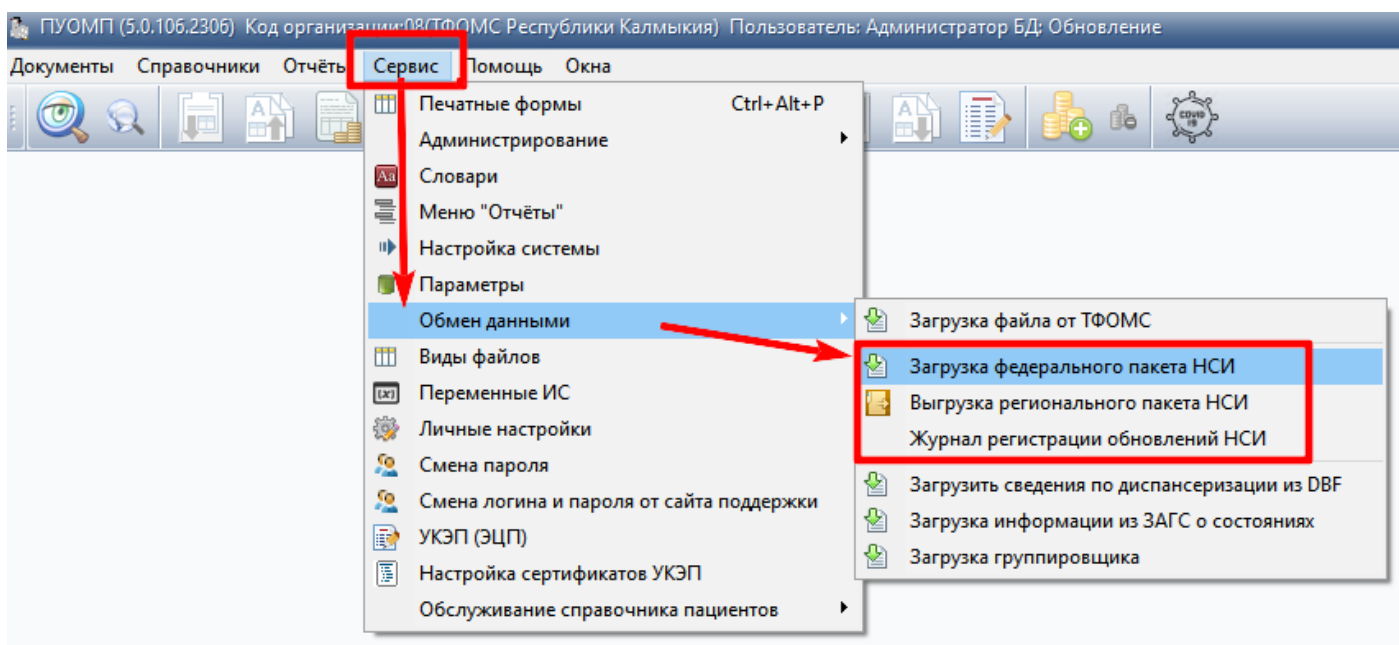 ПУОМП (5.0.106.2306) Код организации:08(ТФОМС Республики Калмыкия) Пользователь: Администратор БД: Обновление
Документы Справочники Отчёты Сервис Помощь Окна
COVID 19
Печатные формы Ctrl+Alt+P
Администрирование
Аа Словари
Меню "Отчёты"
Настройка системы
Параметры
Обмен данными
Виды файлов
(x) Переменные ИС
Личные настройки
Смена пароля
Смена логина и пароля от сайта поддержки
УКЭП (ЭЦП)
Настройка сертификатов УКЭП
Обслуживание справочника пациентов
Загрузка файла от ТФОМС
Загрузка федерального пакета НСИ
Выгрузка регионального пакета НСИ
Журнал регистрации обновлений НСИ
Загрузить сведения по диспансеризации из DBF
Загрузка информации из ЗАГС о состояниях
Загрузка группировщика